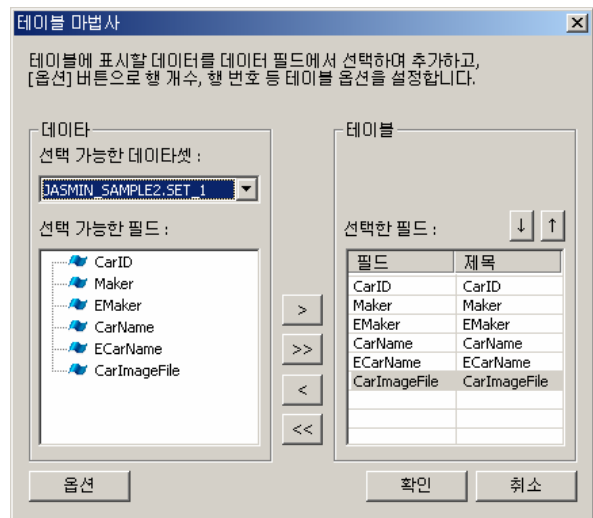 테이블 마법사
테이블에 표시할 데이터를 데이터 필드에서 선택하여 추가하고,
[옵션] 버튼으로 행 개수, 행 번호 등 테이블 옵션을 설정합니다.
데이타
선택 가능한 데이타셋 :
JASMIN_SAMPLE2.SET_1
선택 가능한 필드 :
CarID
Maker
EMaker
CarName
ECarName
CarImageFile
>
>>
<
<<
테이블
선택한 필드 :
↓ ↑
필드 제목
CarID CarID
Maker Maker
EMaker EMaker
CarName CarName
ECarName ECarName
CarImageFile CarImageFile
옵션
확인
취소